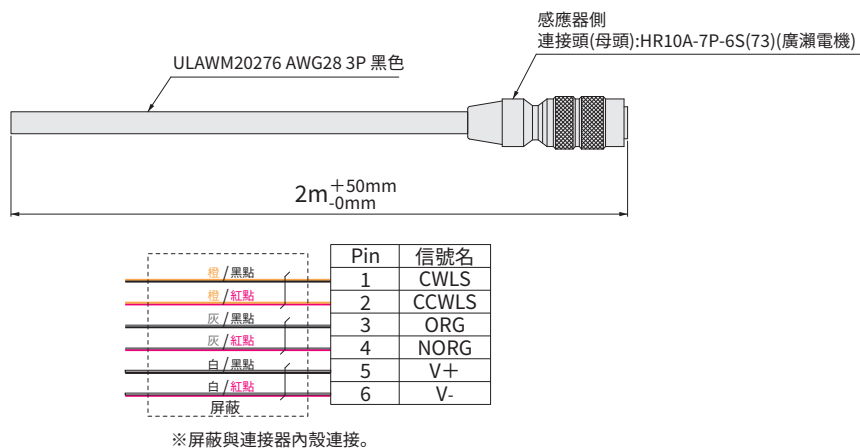 感應器側
連接頭(母頭):HR10A-7P-6S(73)(廣瀨電機)
ULAWM20276 AWG28 3P 黑色
2m +50mm
-0mm
Pin 信號名
橙/黑點 1 CWLS
橙/紅點 2 CCWLS
灰/黑點 3 ORG
灰/紅點 4 NORG
白/黑點 5 V+
白/紅點 6 V-
屏蔽
※屏蔽與連接器內殼連接。